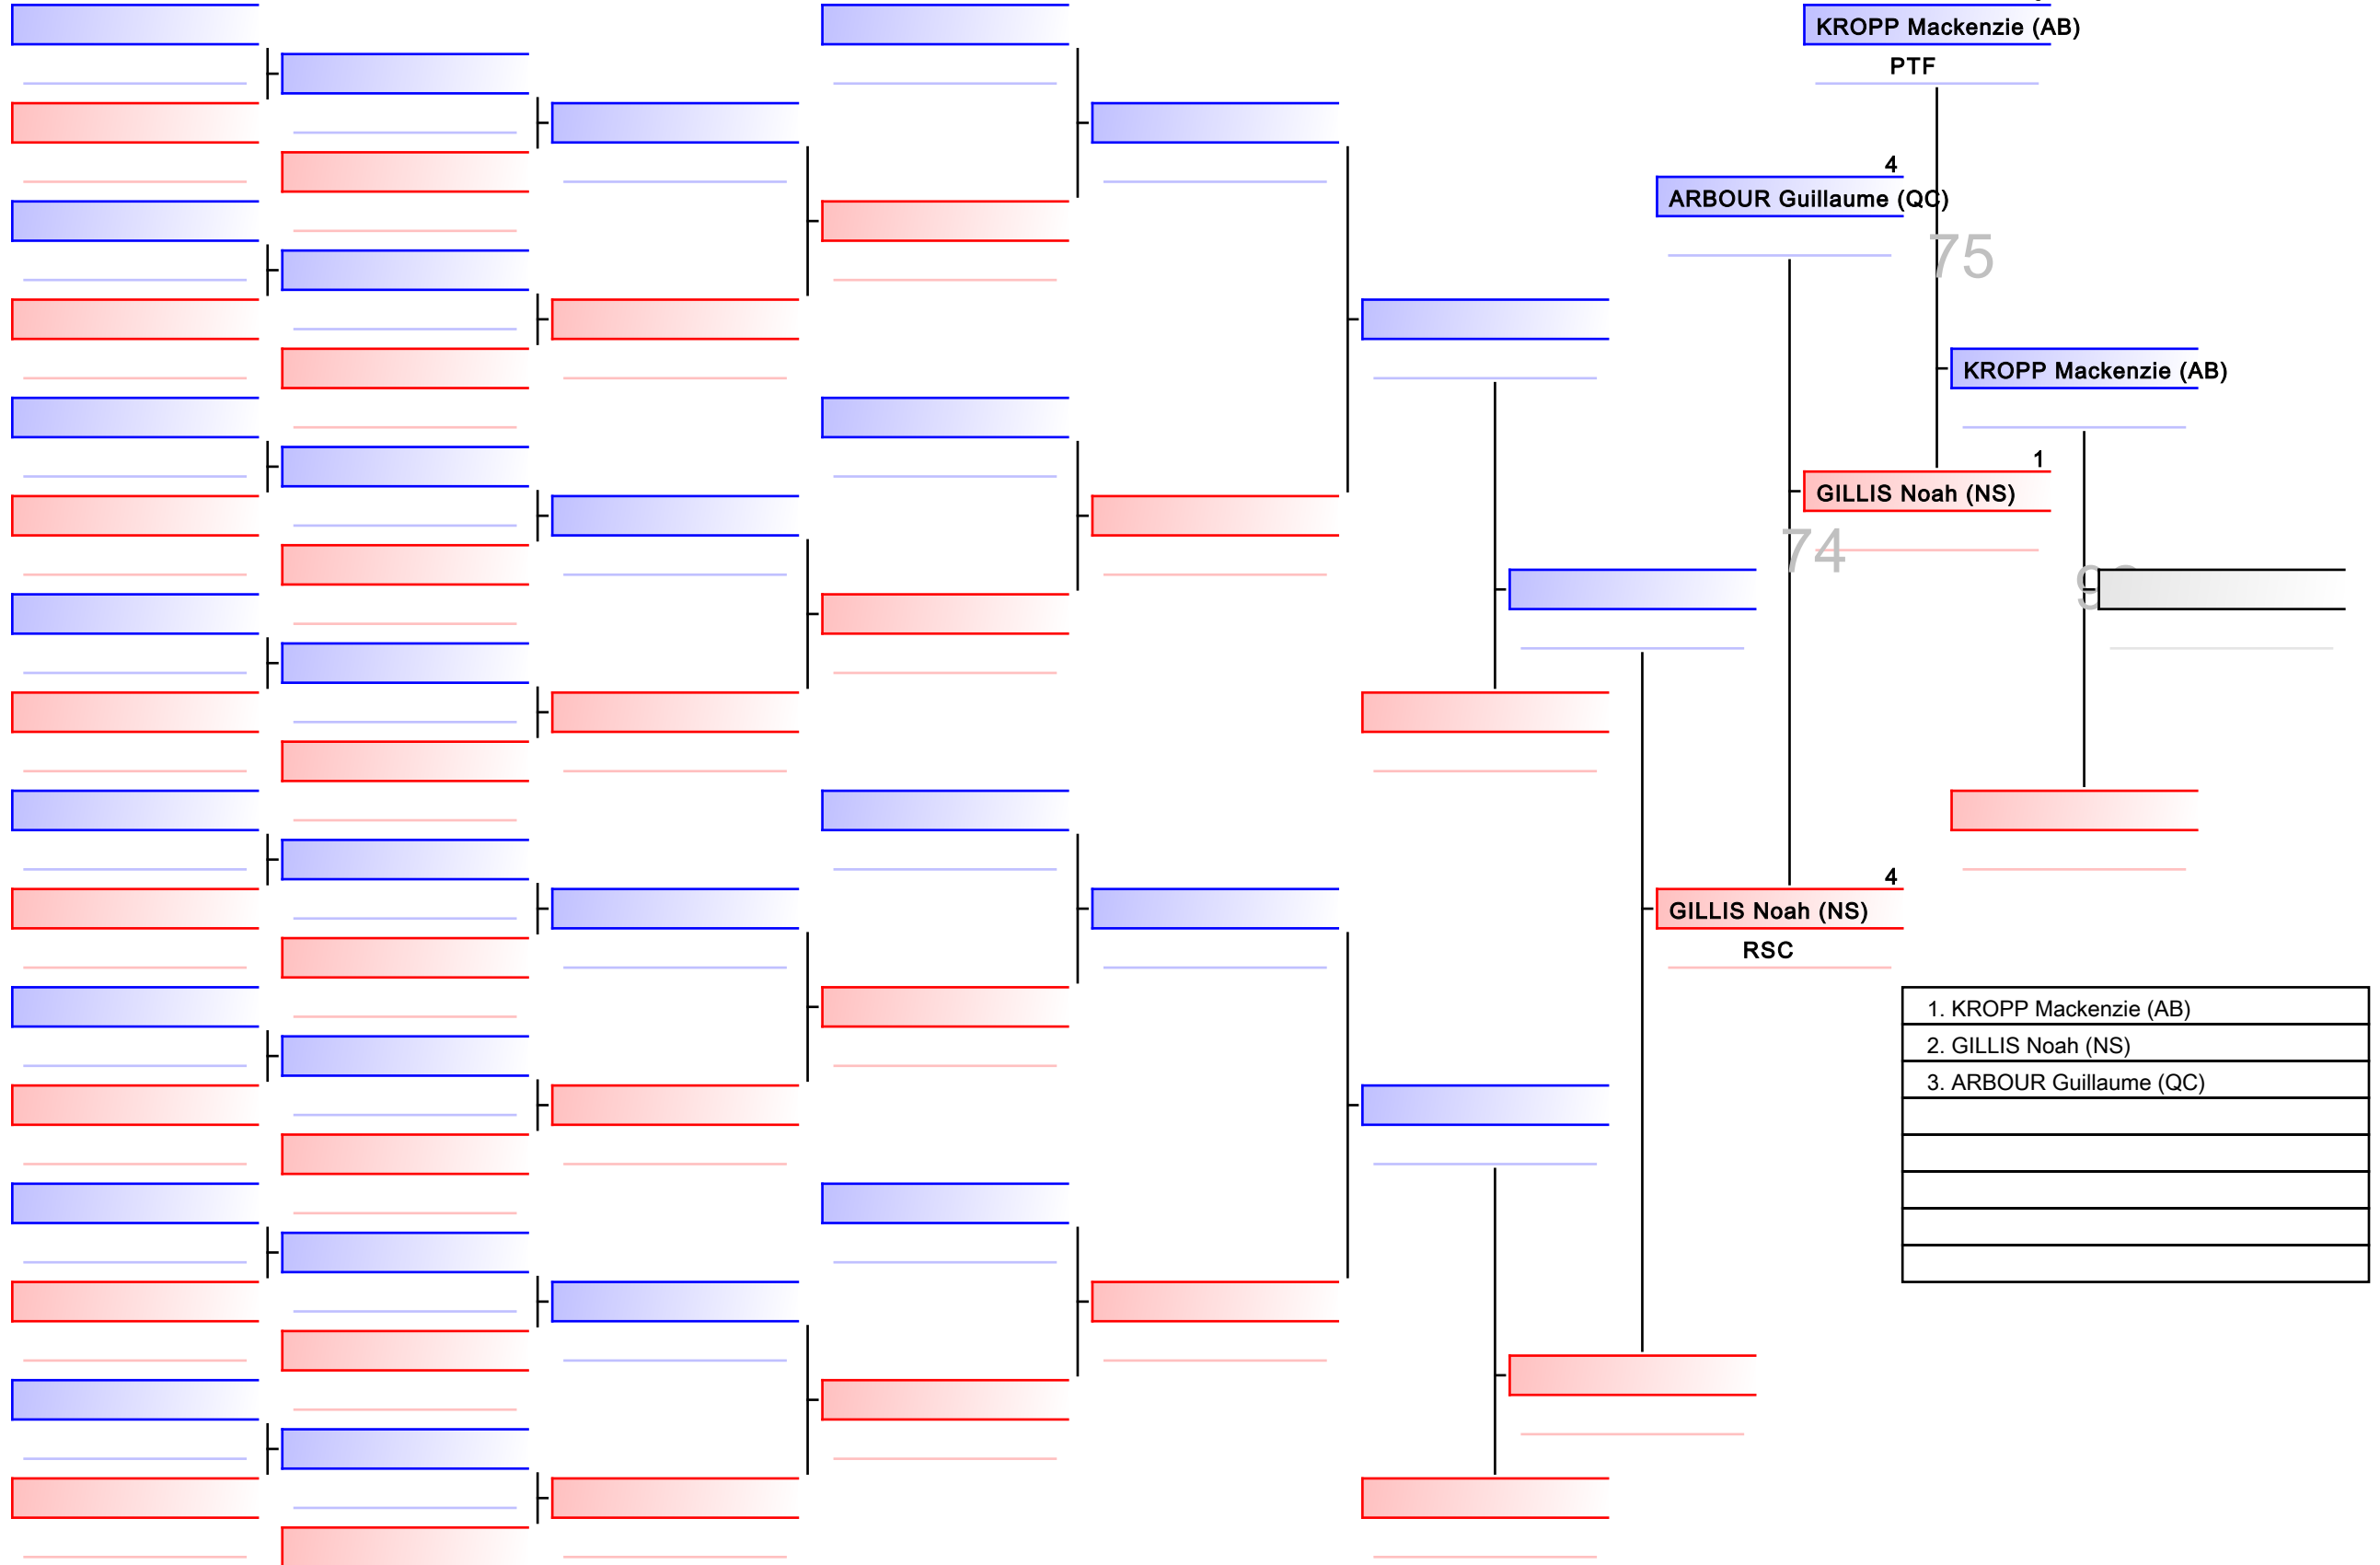 KROPP Mackenzie (AB)
PTF
4
ARBOUR Guillaume (QC)
75
KROPP Mackenzie (AB)
1
GILLIS Noah (NS)
74
4
GILLIS Noah (NS)
RSC
1. KROPP Mackenzie (AB)
2. GILLIS Noah (NS)
3. ARBOUR Guillaume (QC)